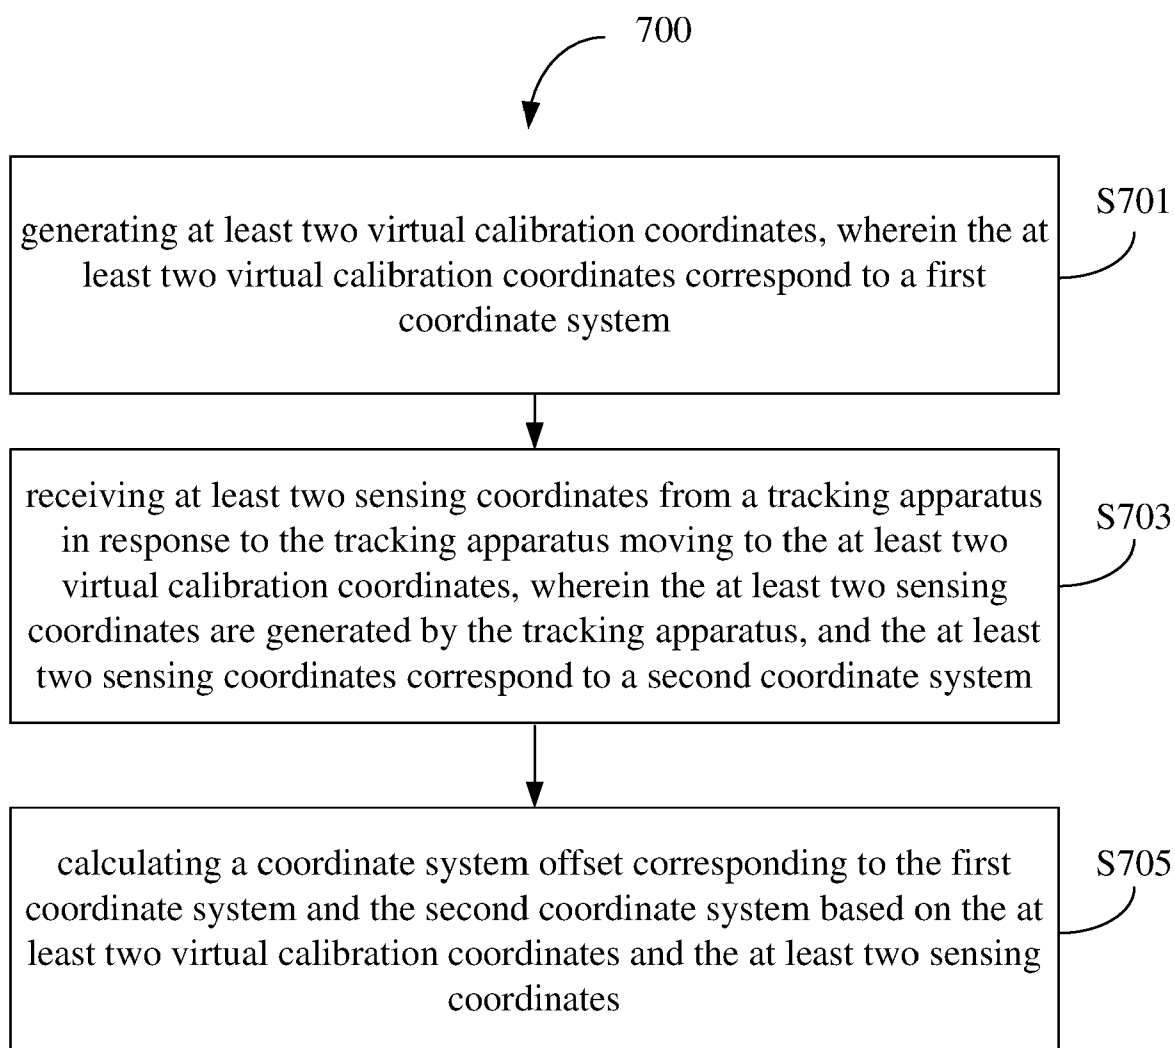 700
generating at least two virtual calibration coordinates, wherein the at
least two virtual calibration coordinates correspond to a first
coordinate system
S701
receiving at least two sensing coordinates from a tracking apparatus
in response to the tracking apparatus moving to the at least two
virtual calibration coordinates, wherein the at least two sensing
coordinates are generated by the tracking apparatus, and the at least
two sensing coordinates correspond to a second coordinate system
S703
calculating a coordinate system offset corresponding to the first
coordinate system and the second coordinate system based on the at
least two virtual calibration coordinates and the at least two sensing
coordinates
S705